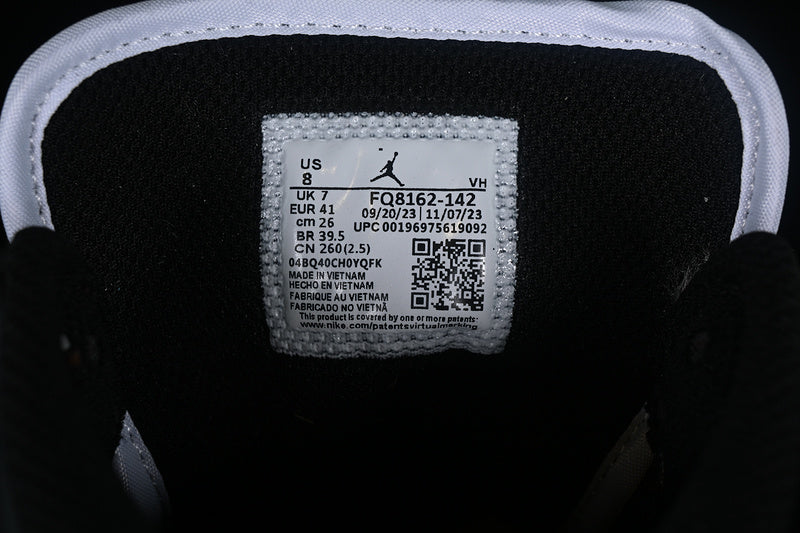 US
8
VH
UK 7
EUR 41
cm 26
BR 39.5
CN 260 (2.5)
FQ8162-142
09/20/23 | 11/07/23
UPC 00196975619092
04BQ40CH0YQFK
MADE IN VIETNAM
HECHO EN VIETNAM
FABRIQUE AU VIETNAM
FABRICADO NO VIETNÃ
This product is covered by one or more patents:
www.nike.com/patentsvirtualmarking